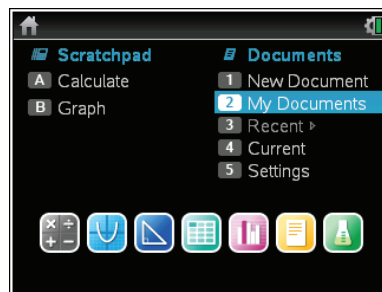 Scratchpad
A Calculate
B Graph
Documents
1 New Document
2 My Documents
3 Recent ▸
4 Current
5 Settings